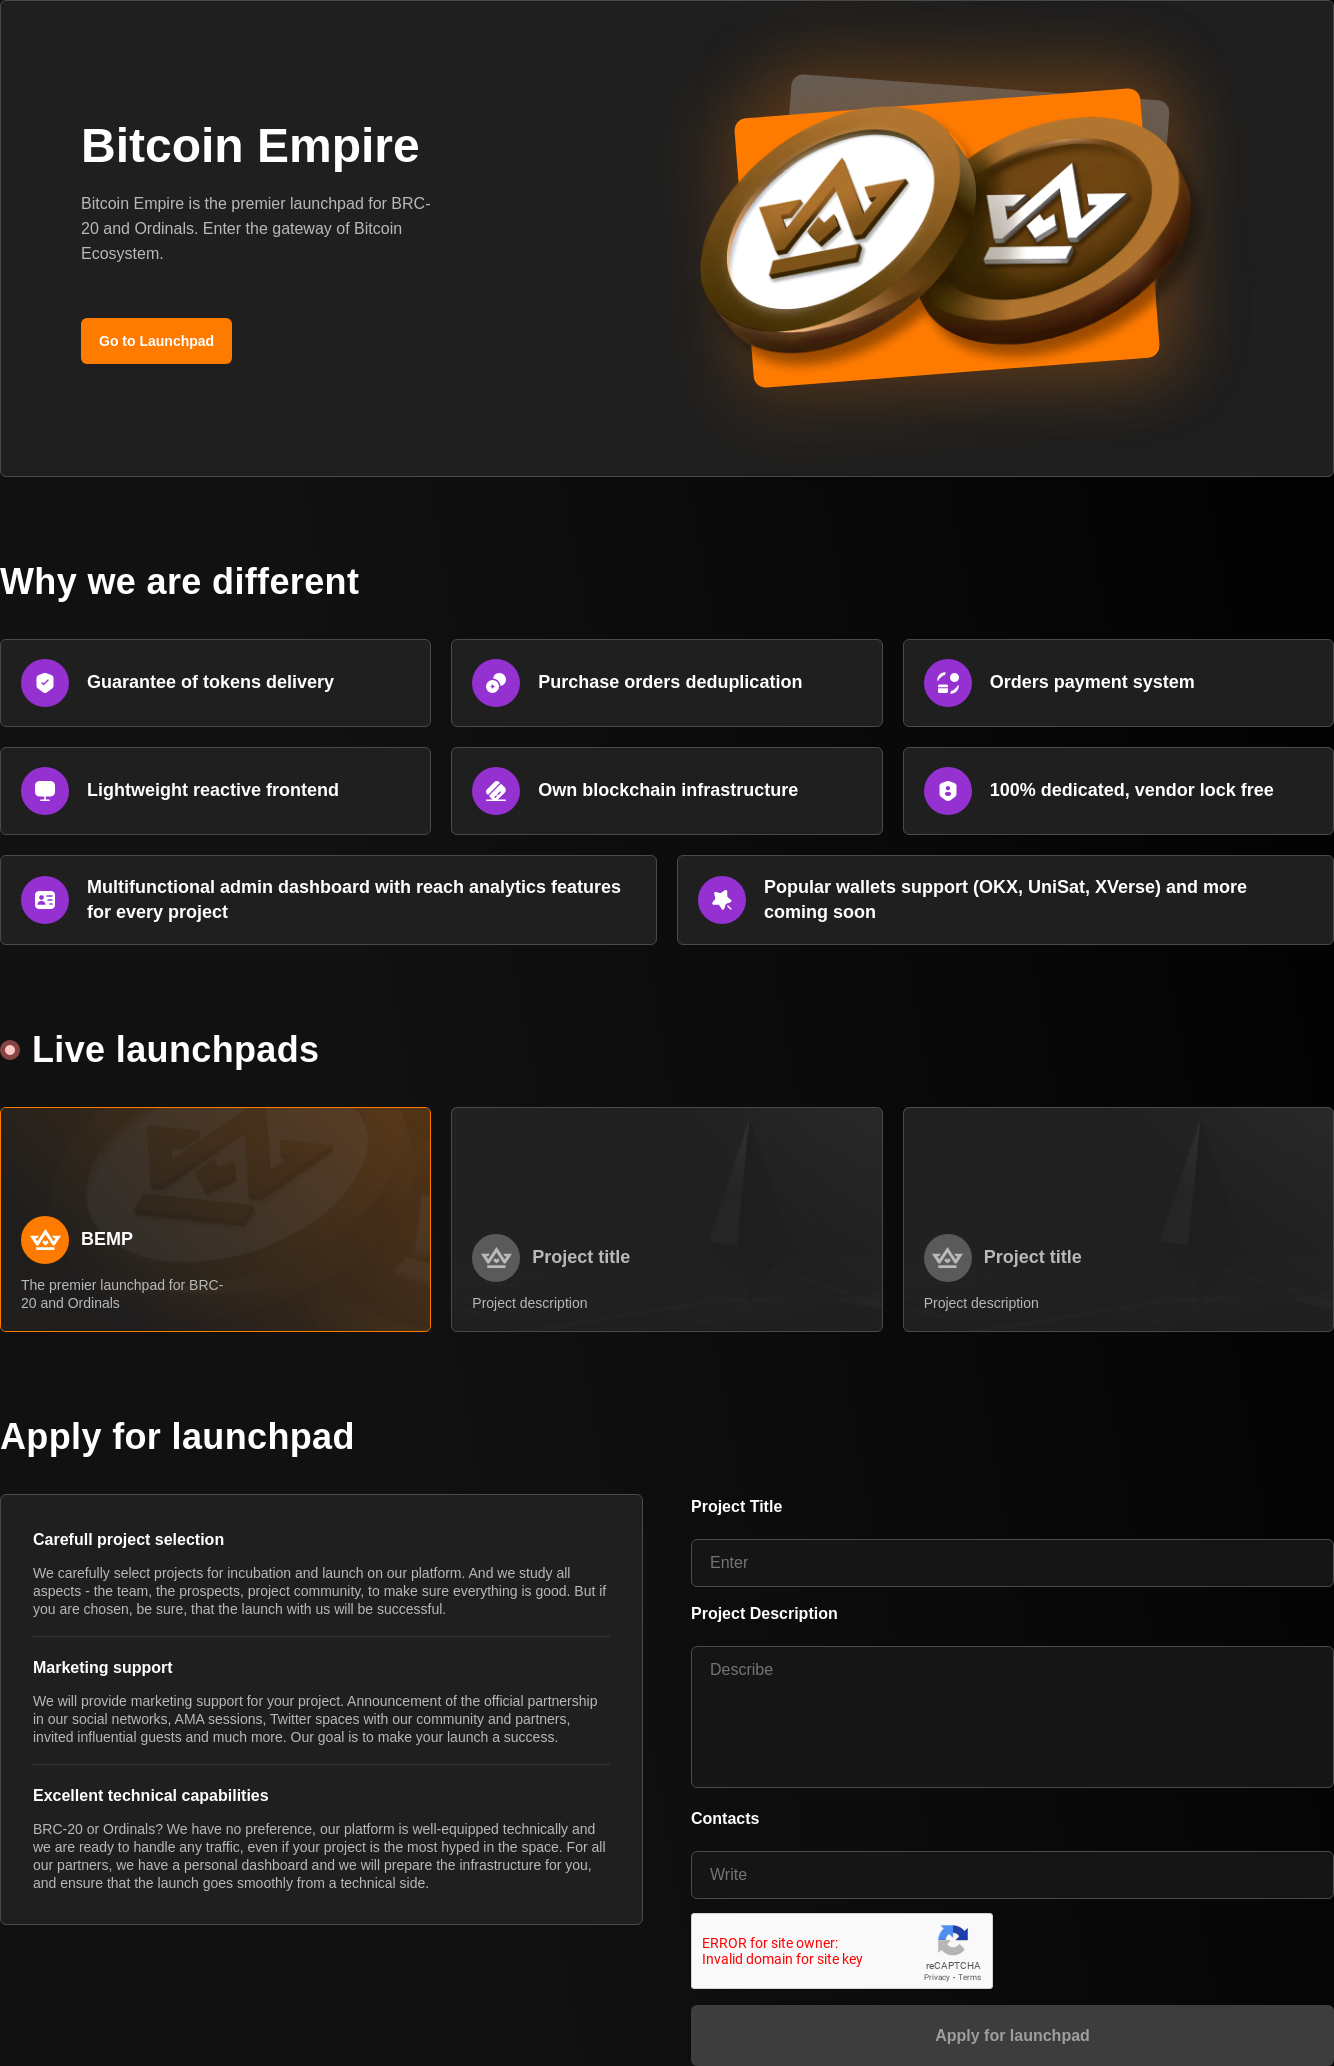 Bitcoin Empire
Bitcoin Empire is the premier launchpad for BRC-
20 and Ordinals. Enter the gateway of Bitcoin
Ecosystem.
Go to Launchpad
Why we are different
Guarantee of tokens delivery
Purchase orders deduplication
Orders payment system
Lightweight reactive frontend
Own blockchain infrastructure
100% dedicated, vendor lock free
Multifunctional admin dashboard with reach analytics features
for every project
Popular wallets support (OKX, UniSat, XVerse) and more
coming soon
Live launchpads
BEMP
The premier launchpad for BRC-
20 and Ordinals
Project title
Project description
Project title
Project description
Apply for launchpad
Carefull project selection
We carefully select projects for incubation and launch on our platform. And we study all
aspects - the team, the prospects, project community, to make sure everything is good. But if
you are chosen, be sure, that the launch with us will be successful.
Marketing support
We will provide marketing support for your project. Announcement of the official partnership
in our social networks, AMA sessions, Twitter spaces with our community and partners,
invited influential guests and much more. Our goal is to make your launch a success.
Excellent technical capabilities
BRC-20 or Ordinals? We have no preference, our platform is well-equipped technically and
we are ready to handle any traffic, even if your project is the most hyped in the space. For all
our partners, we have a personal dashboard and we will prepare the infrastructure for you,
and ensure that the launch goes smoothly from a technical side.
Project Title
Enter
Project Description
Describe
Contacts
Write
ERROR for site owner:
Invalid domain for site key
reCAPTCHA
Privacy - Terms
Apply for launchpad